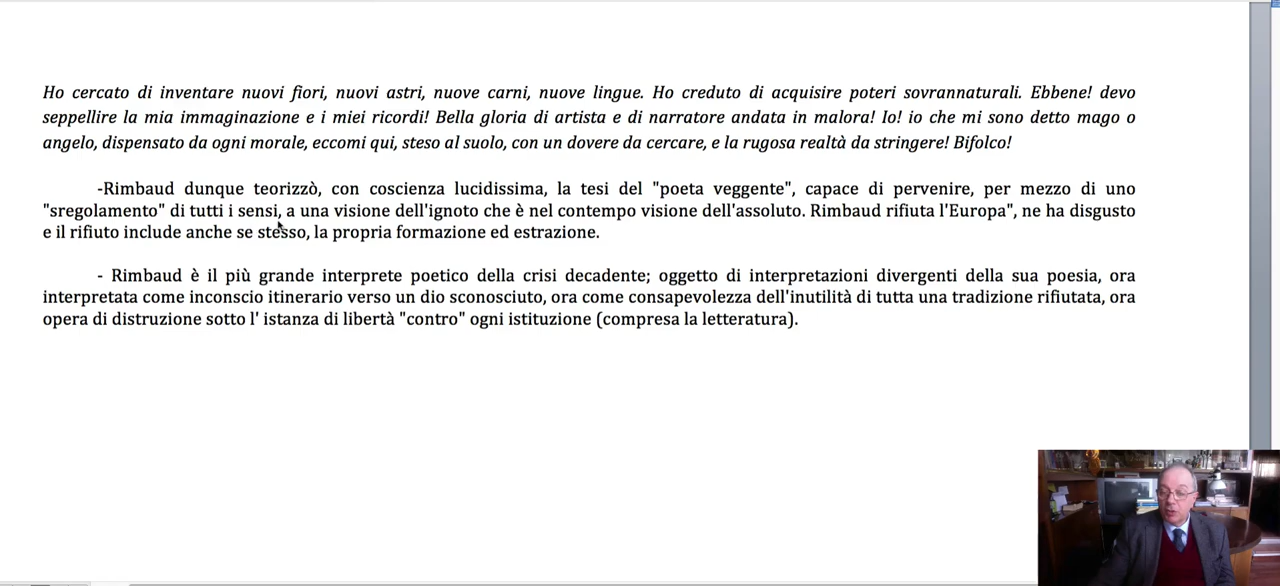 Ho cercato di inventare nuovi fiori, nuovi astri, nuove carni, nuove lingue. Ho creduto di acquisire poteri sovrannaturali. Ebbene! devo
seppellire la mia immaginazione e i miei ricordi! Bella gloria di artista e di narratore andata in malora! Io! io che mi sono detto mago o
angelo, dispensato da ogni morale, eccomi qui, steso al suolo, con un dovere da cercare, e la rugosa realtà da stringere! Bifolco!
-Rimbaud dunque teorizzò, con coscienza lucidissima, la tesi del "poeta veggente", capace di pervenire, per mezzo di uno
"sregolamento" di tutti i sensi, a una visione dell'ignoto che è nel contempo visione dell'assoluto. Rimbaud rifiuta l'Europa", ne ha disgusto
e il rifiuto include anche se stesso, la propria formazione ed estrazione.
- Rimbaud è il più grande interprete poetico della crisi decadente; oggetto di interpretazioni divergenti della sua poesia, ora
interpretata come inconscio itinerario verso un dio sconosciuto, ora come consapevolezza dell'inutilità di tutta una tradizione rifiutata, ora
opera di distruzione sotto l' istanza di libertà "contro" ogni istituzione (compresa la letteratura).